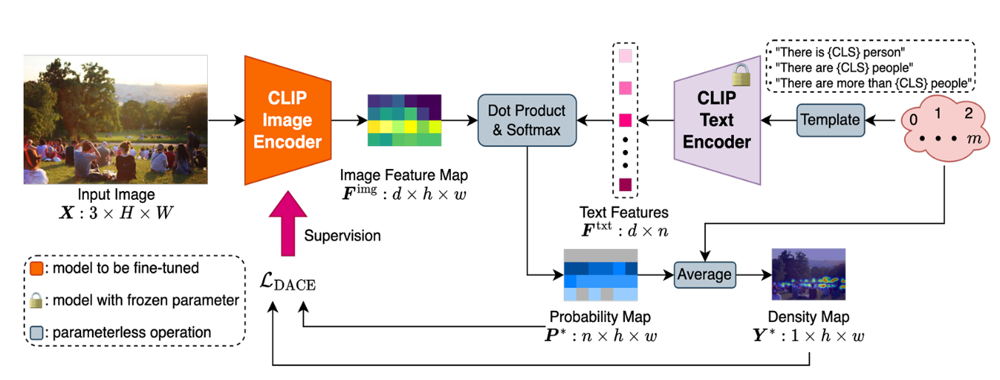 CLIP
Image
Encoder
Dot Product
& Softmax
CLIP
Text
Encoder
• "There is {CLS} person"
• "There are {CLS} people"
• "There are more than {CLS} people"
Template
0 1 2
• • • m
Input Image
X : 3 × H × W
Image Feature Map
F^img : d × h × w
Text Features
F^txt : d × n
Supervision
: model to be fine-tuned
: model with frozen parameter
: parameterless operation
L_DACE
Average
Probability Map
P* : n × h × w
Density Map
Y* : 1 × h × w